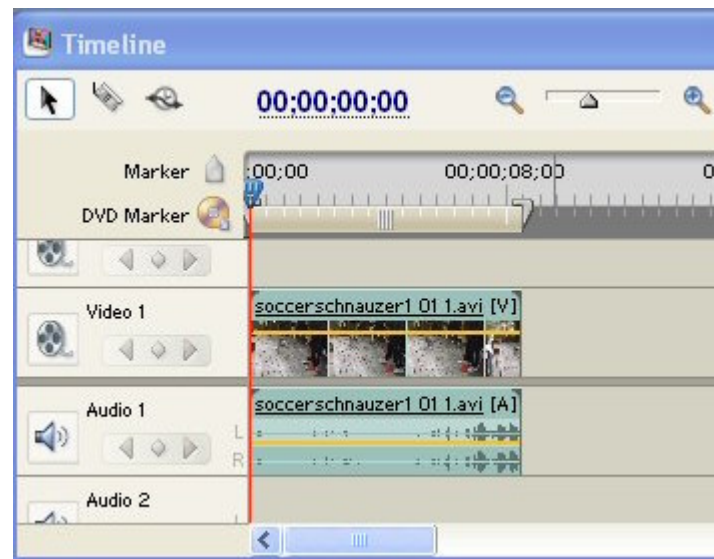 Timeline
00;00;00;00
Marker
;00;00
00;00;08;00
0
DVD Marker
Video 1
soccerschnauzer1 01 1.avi [V]
Audio 1
soccerschnauzer1 01 1.avi [A]
L
R
Audio 2
L